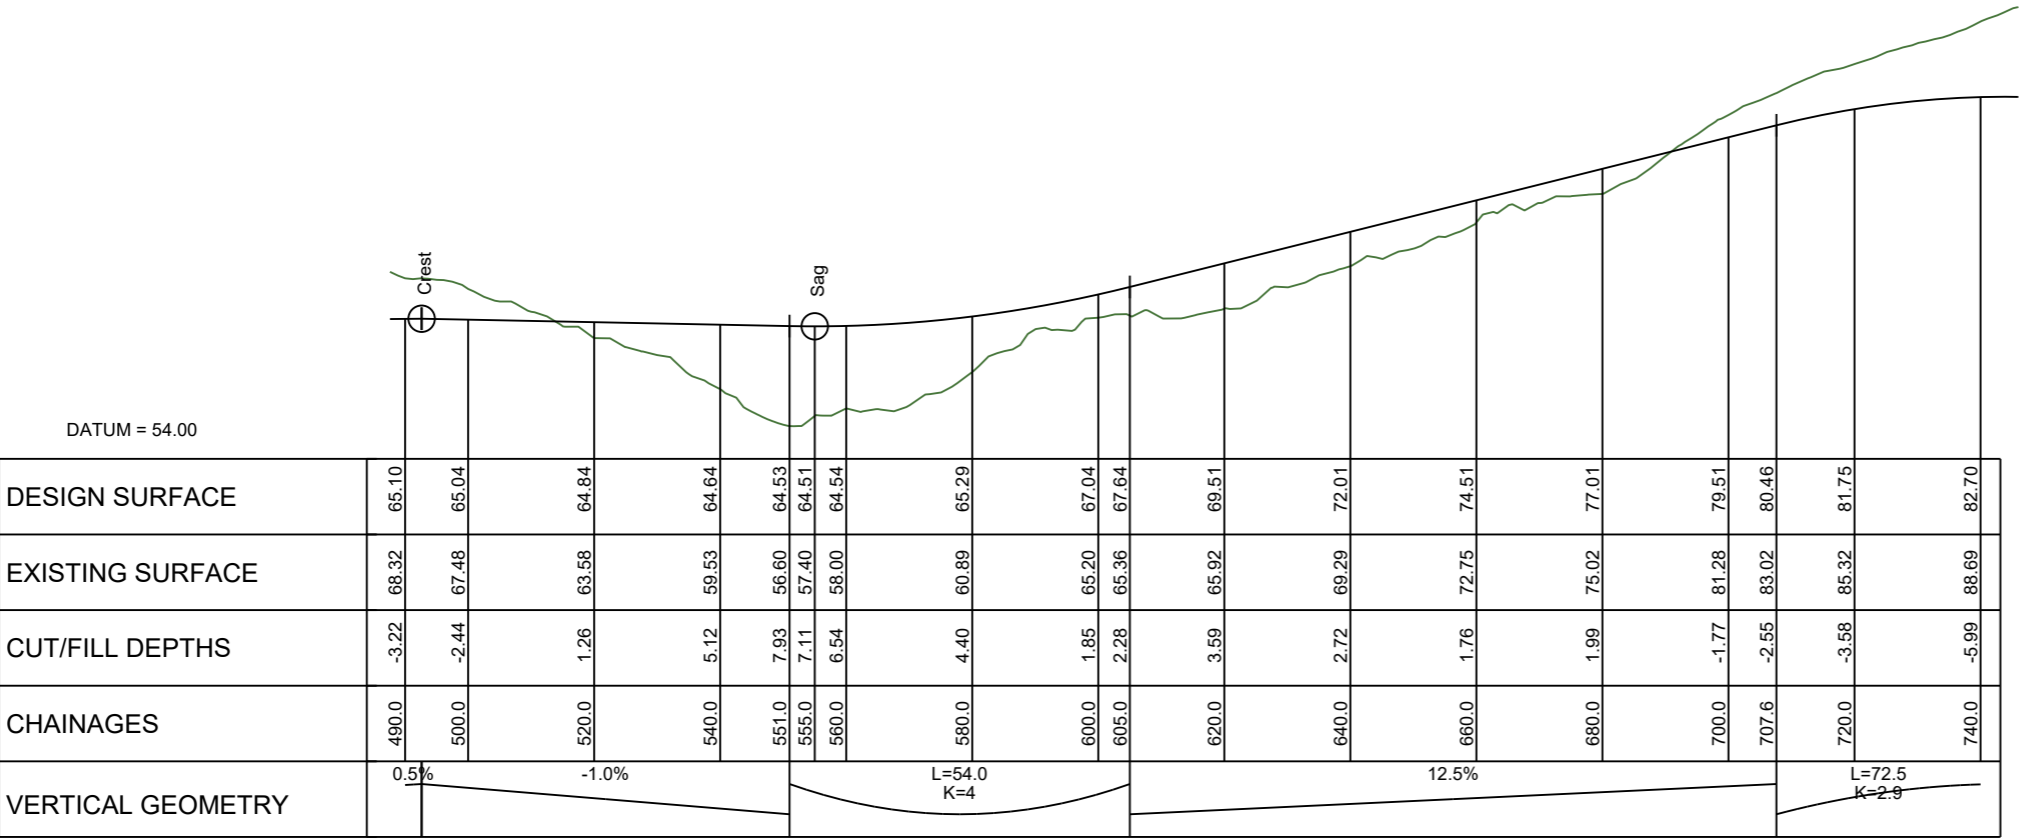 Crest
Sag
DATUM = 54.00
DESIGN SURFACE 65.10 65.04 64.84 64.64 64.53 64.51 64.54 65.29 67.04 67.64 69.51 72.01 74.51 77.01 79.51 80.46 81.75 82.70
EXISTING SURFACE 68.32 67.48 63.58 59.53 56.60 57.40 58.00 60.89 65.20 65.36 65.92 69.29 72.75 75.02 81.28 83.02 85.32 88.69
CUT/FILL DEPTHS -3.22 -2.44 1.26 5.12 7.93 7.11 6.54 4.40 1.85 2.28 3.59 2.72 1.76 1.99 -1.77 -2.55 -3.58 -5.99
CHAINAGES 490.0 500.0 520.0 540.0 551.0 555.0 560.0 580.0 600.0 605.0 620.0 640.0 660.0 680.0 700.0 707.6 720.0 740.0
0.5% -1.0% L=54.0 12.5% L=72.5
K=4 K=2.9
VERTICAL GEOMETRY